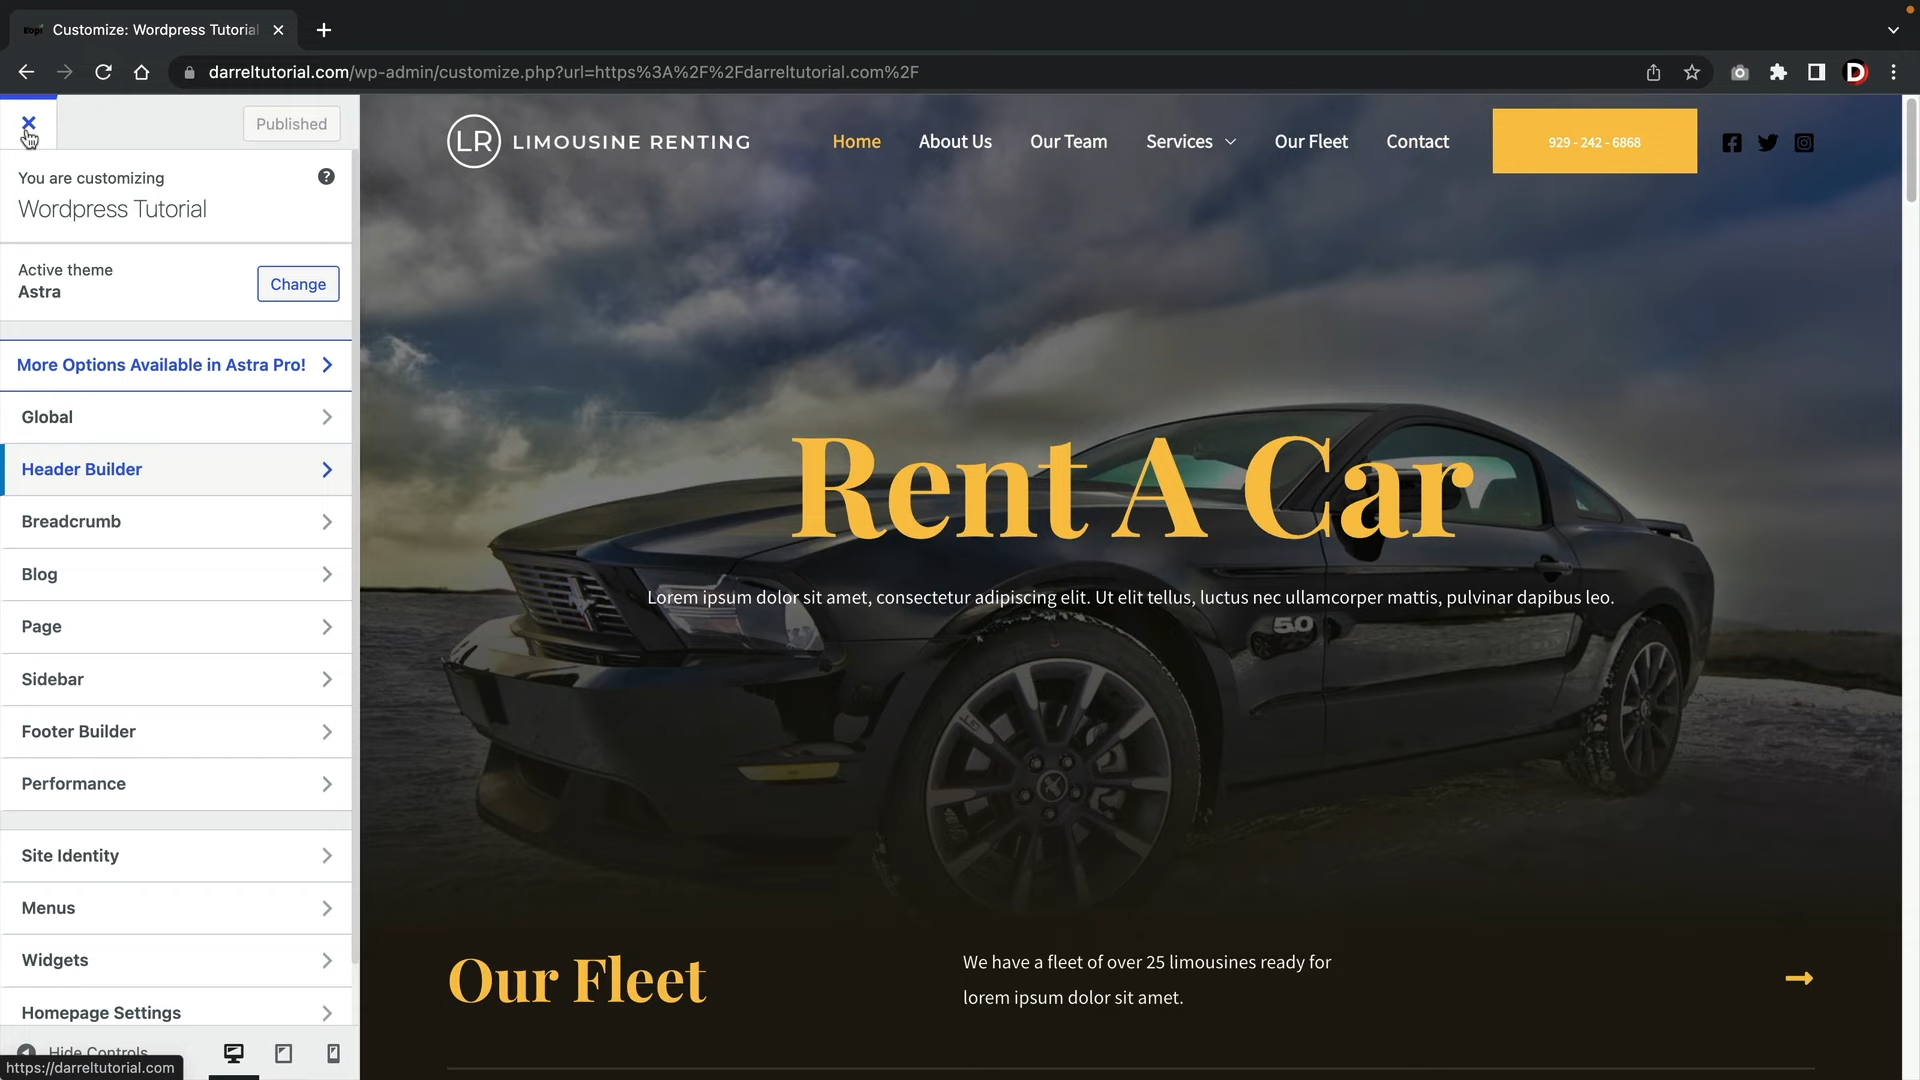 Customize: Wordpress Tutorial
darreltutorial.com/wp-admin/customize.php?url=https%3A%2F%2Fdarreltutorial.com%2F
Published
You are customizing
Wordpress Tutorial
Active theme
Astra
Change
More Options Available in Astra Pro!
Global
Header Builder
Breadcrumb
Blog
Page
Sidebar
Footer Builder
Performance
Site Identity
Menus
Widgets
Homepage Settings
Hide Controls
https://darreltutorial.com
LR LIMOUSINE RENTING
Home About Us Our Team Services Our Fleet Contact
929 - 242 - 6868
Rent A Car
Lorem ipsum dolor sit amet, consectetur adipiscing elit. Ut elit tellus, luctus nec ullamcorper mattis, pulvinar dapibus leo.
5.0
Our Fleet
We have a fleet of over 25 limousines ready for
lorem ipsum dolor sit amet.